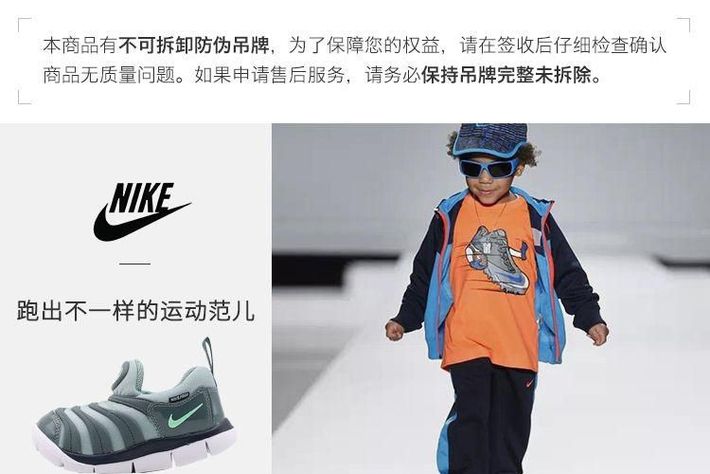 本商品有不可拆卸防伪吊牌，为了保障您的权益，请在签收后仔细检查确认
商品无质量问题。如果申请售后服务，请务必保持吊牌完整未拆除。
NIKE
跑出不一样的运动范儿